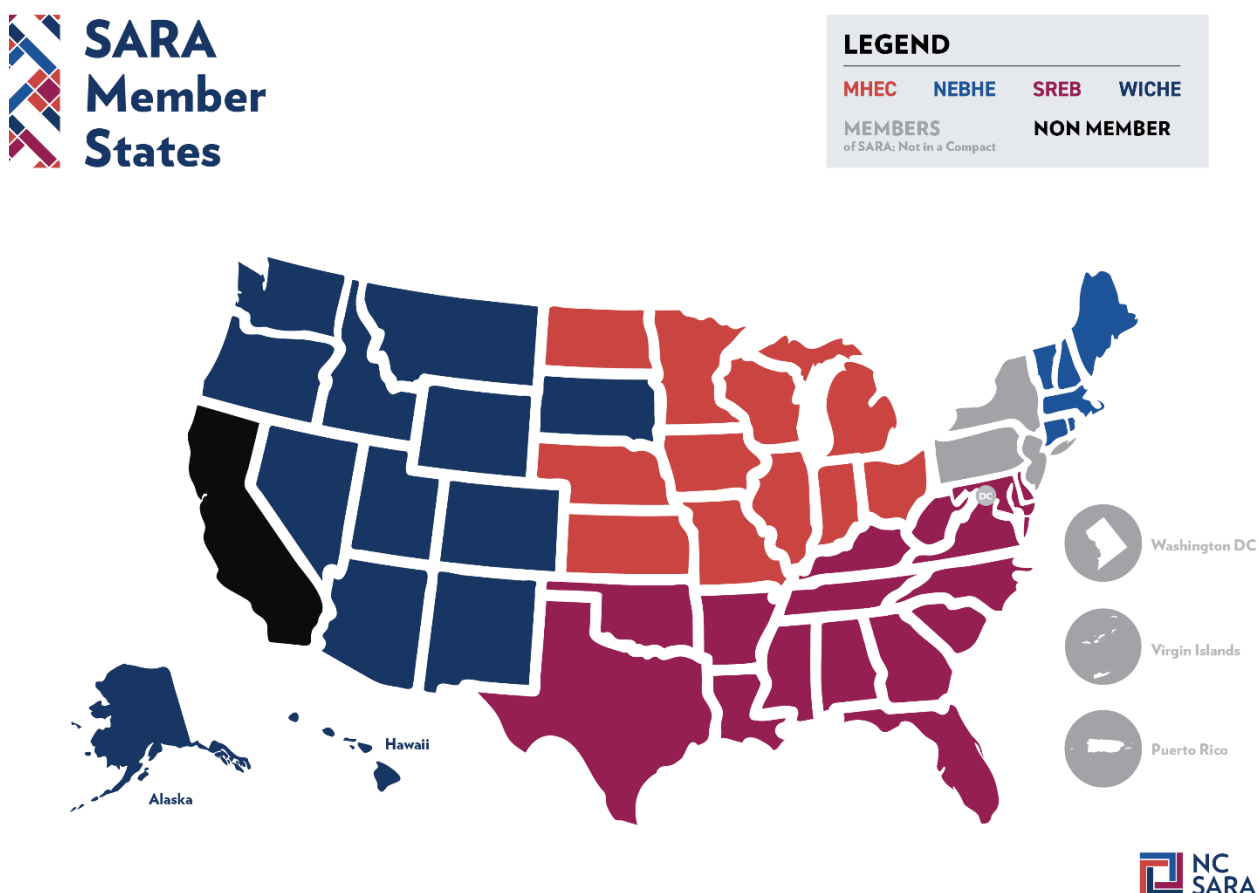 SARA
Member
States
LEGEND
MHEC NEBHE SREB WICHE
MEMBERS
of SARA; Not in a Compact
NON MEMBER
DC
Washington DC
Virgin Islands
Puerto Rico
Hawaii
Alaska
NC
SARA